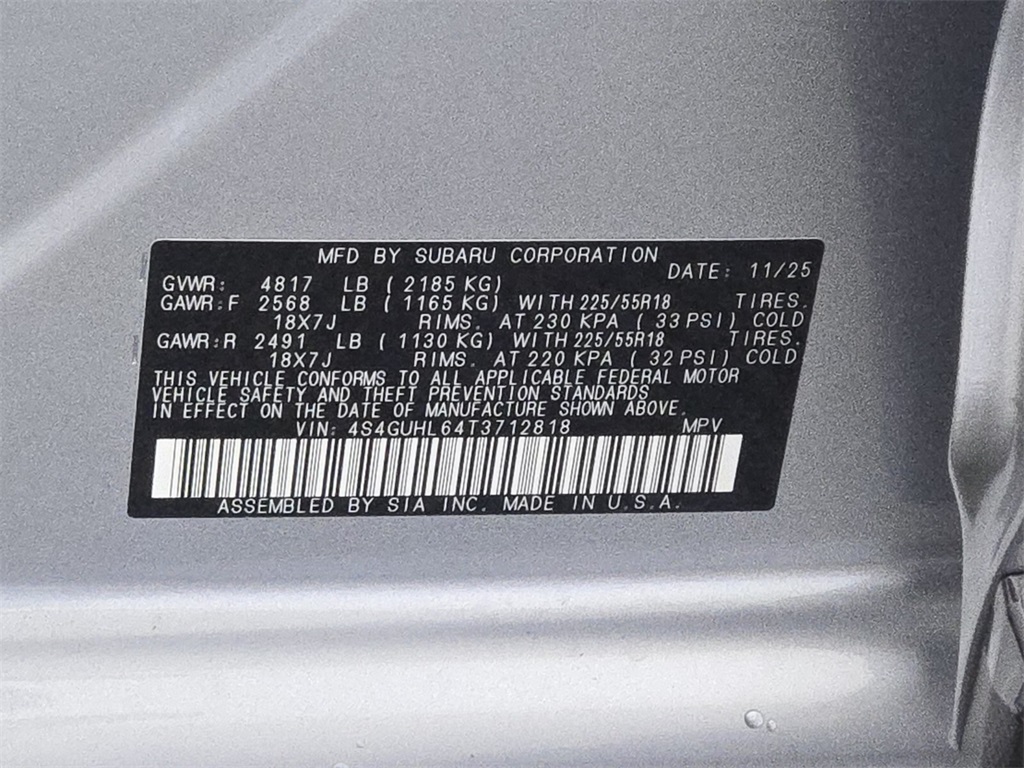 MFD BY SUBARU CORPORATION
DATE: 11/25
GVWR: 4817 LB ( 2185 KG)
GAWR:F 2568 LB ( 1165 KG) WITH 225/55R18 TIRES.
18X7J RIMS. AT 230 KPA ( 33 PSI) COLD
GAWR:R 2491 LB ( 1130 KG) WITH 225/55R18 TIRES.
18X7J RIMS. AT 220 KPA ( 32 PSI) COLD
THIS VEHICLE CONFORMS TO ALL APPLICABLE FEDERAL MOTOR
VEHICLE SAFETY AND THEFT PREVENTION STANDARDS
IN EFFECT ON THE DATE OF MANUFACTURE SHOWN ABOVE.
VIN: 4S4GUHL64T3712818 MPV
ASSEMBLED BY SIA INC. MADE IN U.S.A.